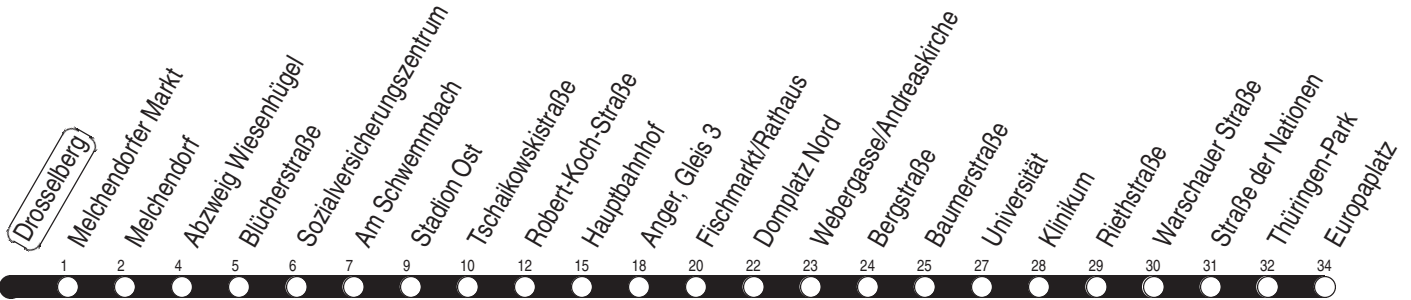 Drosselberg
Melchendorfer Markt
Melchendorf
Abzweig Wiesenhügel
Blücherstraße
Sozialversicherungszentrum
Am Schwemmbach
Stadion Ost
Tschaikowskistraße
Robert-Koch-Straße
Hauptbahnhof
Anger, Gleis 3
Fischmarkt/Rathaus
Domplatz Nord
Webergasse/Andreaskirche
Bergstraße
Baumerstraße
Universität
Klinikum
Riethstraße
Warschauer Straße
Straße der Nationen
Thüringen-Park
Europaplatz
1 2 4 5 6 7 9 10 12 15 18 20 22 23 24 25 27 28 29 30 31 32 34